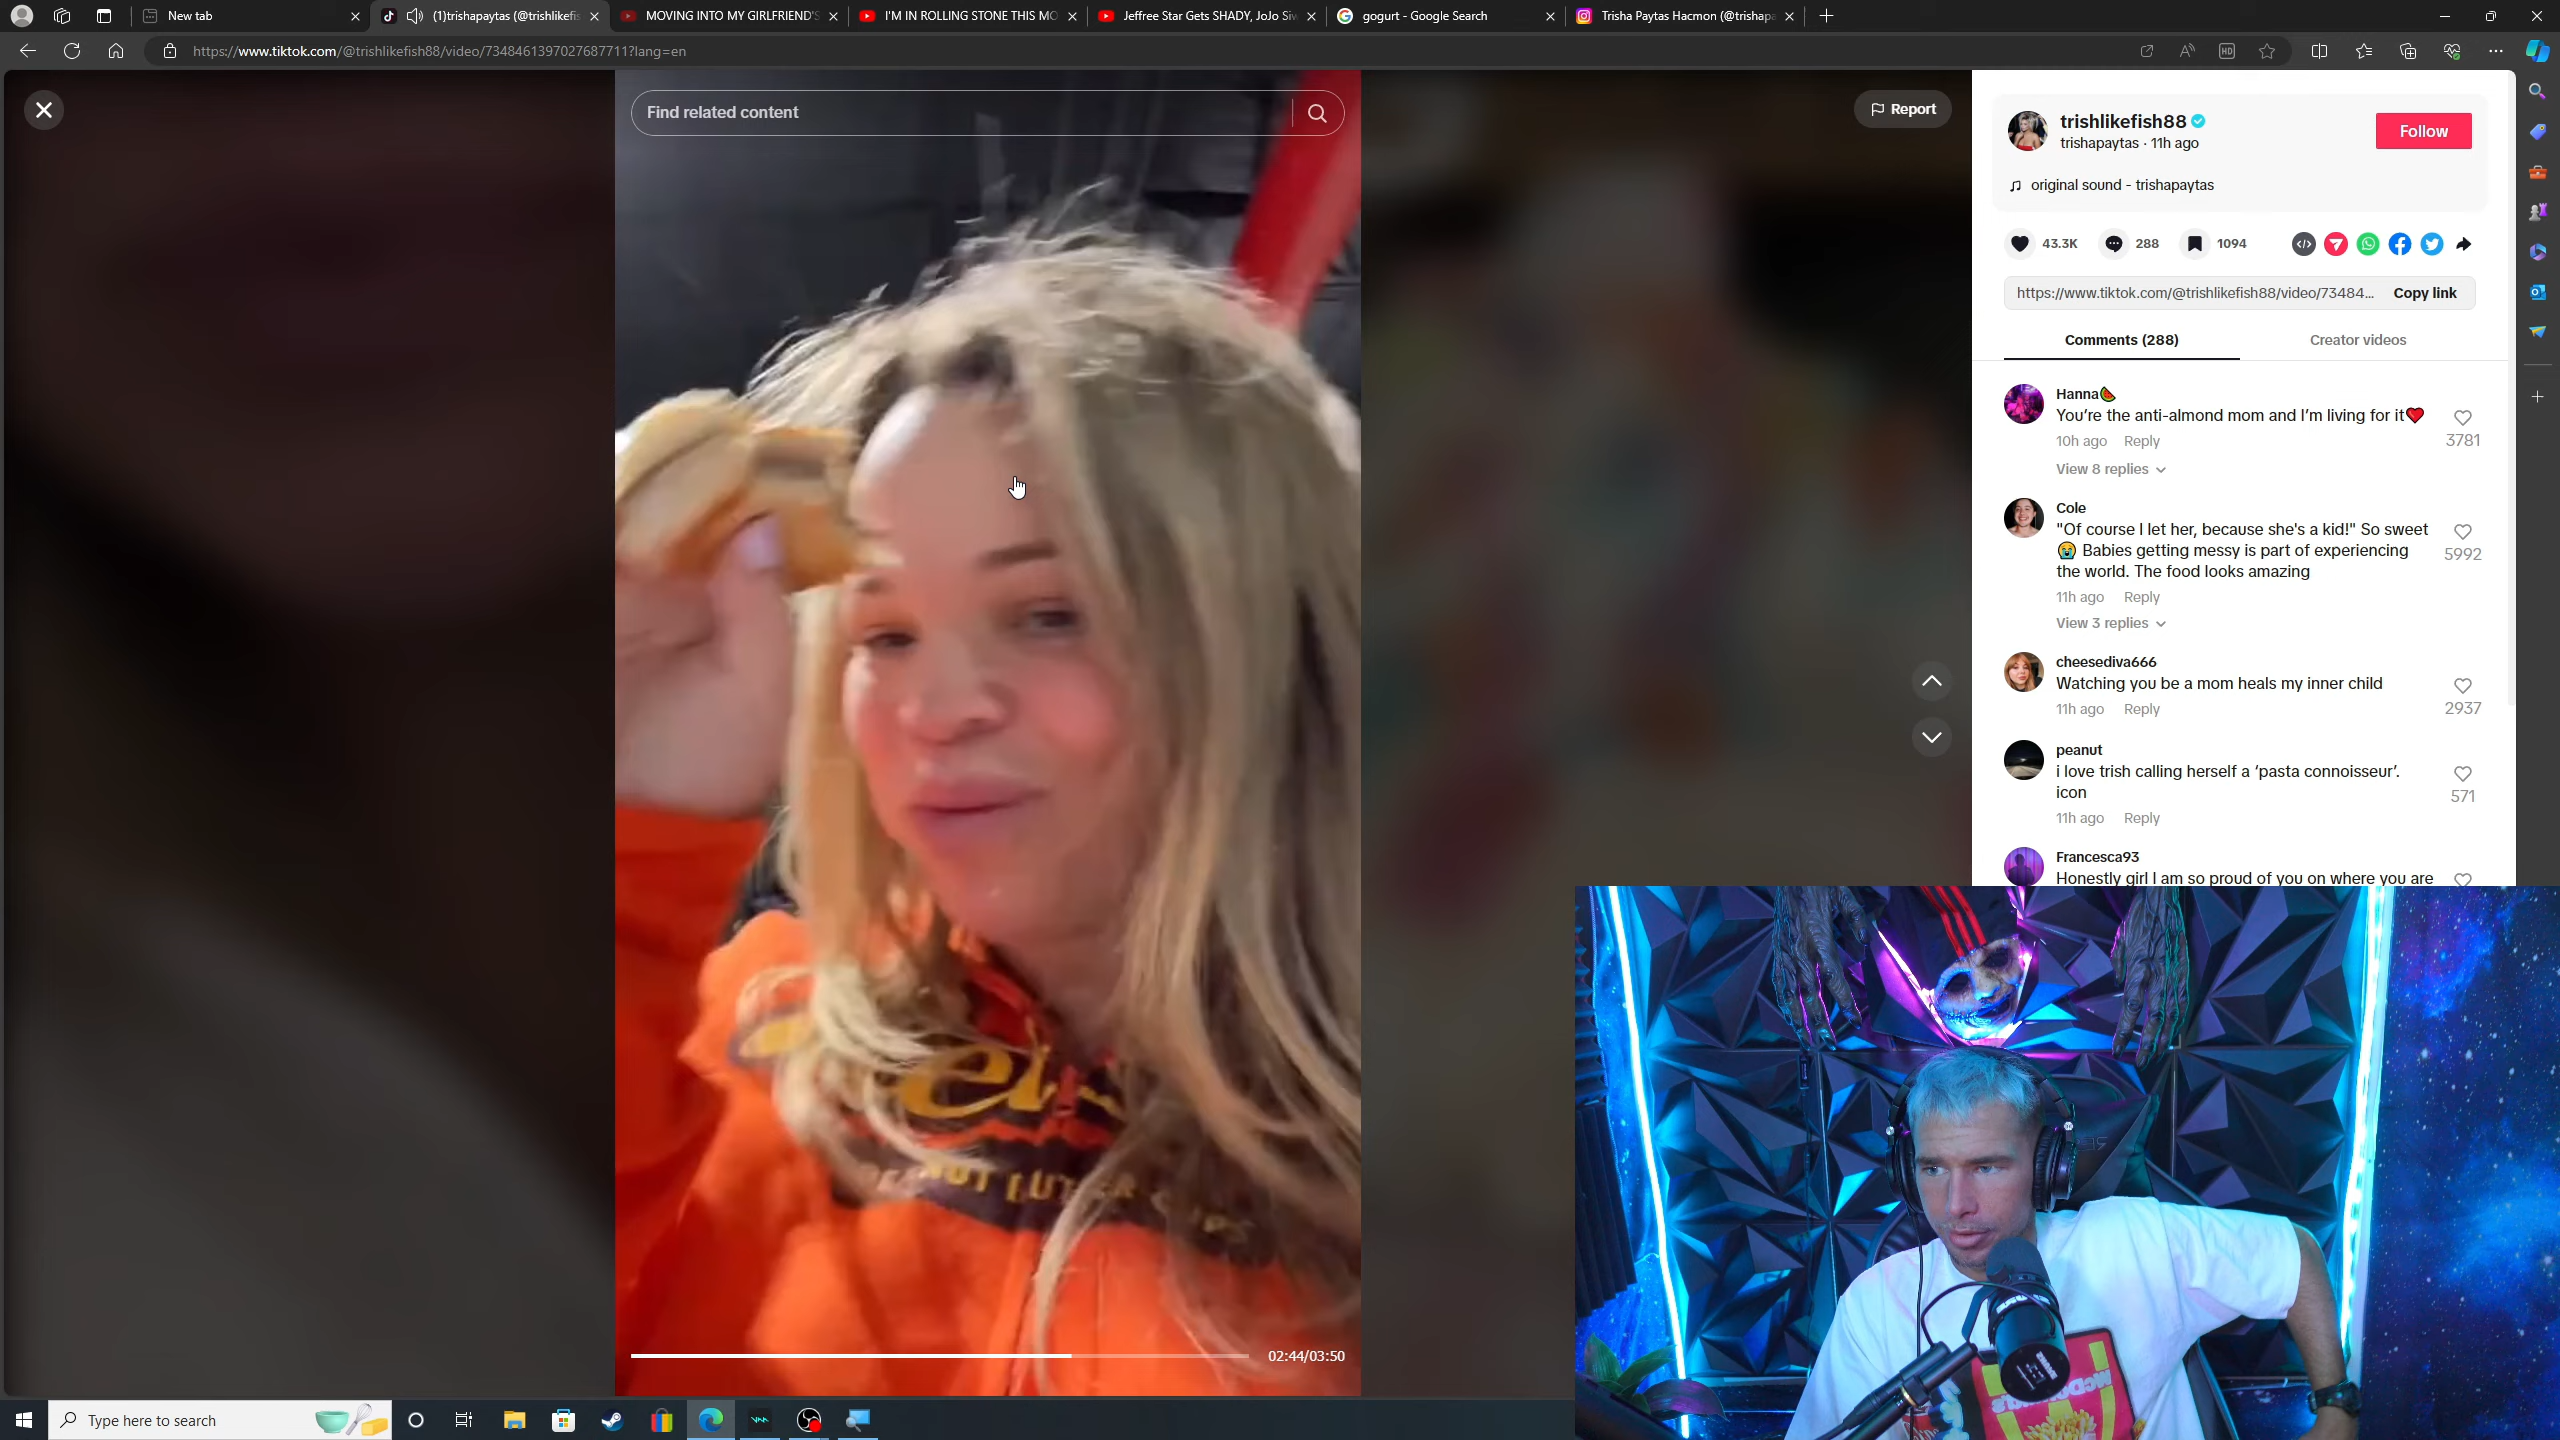 New tab
(1)trishapaytas (@trishlikefis
MOVING INTO MY GIRLFRIEND'S
I'M IN ROLLING STONE THIS MO
Jeffree Star Gets SHADY, JoJo Siw
gogurt - Google Search
Trisha Paytas Hacmon (@trishapa
https://www.tiktok.com/@trishlikefish88/video/7348461397027687711?lang=en
Find related content
Report
trishlikefish88
trishapaytas · 11h ago
Follow
original sound - trishapaytas
43.3K
288
1094
https://www.tiktok.com/@trishlikefish88/video/73484...
Copy link
Comments (288)
Creator videos
Hanna🍉
You're the anti-almond mom and I'm living for it❤️
3781
10h ago Reply
View 8 replies
Cole
"Of course I let her, because she's a kid!" So sweet
😭 Babies getting messy is part of experiencing
the world. The food looks amazing
5992
11h ago Reply
View 3 replies
cheesediva666
Watching you be a mom heals my inner child
2937
11h ago Reply
peanut
i love trish calling herself a 'pasta connoisseur'.
icon
571
11h ago Reply
Francesca93
Honestly girl I am so proud of you on where you are
02:44/03:50
Type here to search